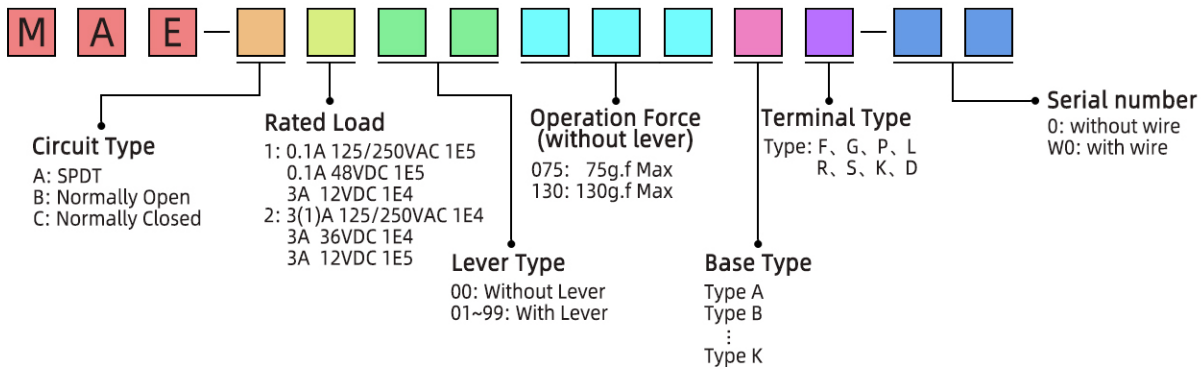 M A E
Circuit Type
A: SPDT
B: Normally Open
C: Normally Closed
Rated Load
1: 0.1A 125/250VAC 1E5
0.1A 48VDC 1E5
3A 12VDC 1E4
2: 3(1)A 125/250VAC 1E4
3A 36VDC 1E4
3A 12VDC 1E5
Lever Type
00: Without Lever
01~99: With Lever
Operation Force
(without lever)
075: 75g.f Max
130: 130g.f Max
Base Type
Type A
Type B
⋮
Type K
Terminal Type
Type: F、G、P、L
R、S、K、D
Serial number
0: without wire
W0: with wire